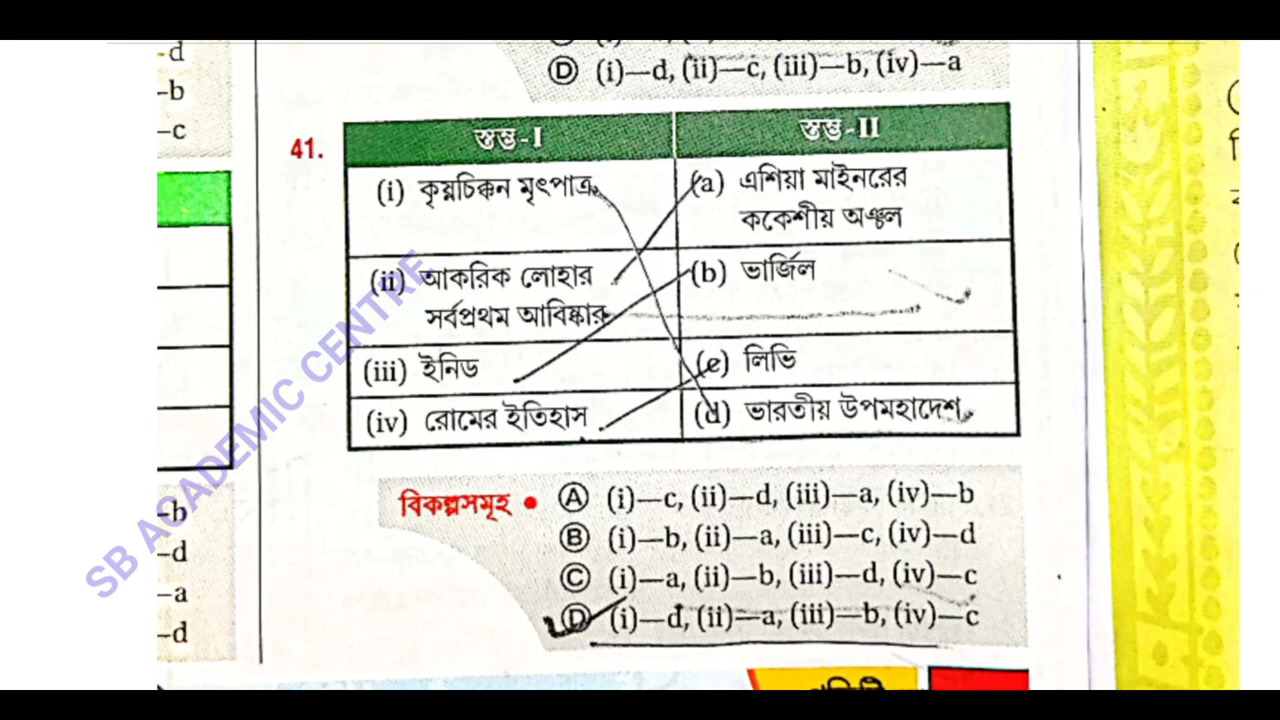 -d
-b
-c
Ⓓ (i)—d, (ii)—c, (iii)—b, (iv)—a
41.
স্তম্ভ-I
স্তম্ভ-II
(i) কৃষ্ণচিক্কন মৃৎপাত্র
(a) এশিয়া মাইনরের
ককেশীয় অঞ্চল
(ii) আকরিক লোহার
সর্বপ্রথম আবিষ্কার
(b) ভার্জিল
(iii) ইনিড
(c) লিভি
(iv) রোমের ইতিহাস
(d) ভারতীয় উপমহাদেশ
বিকল্পসমূহ • Ⓐ (i)—c, (ii)—d, (iii)—a, (iv)—b
Ⓑ (i)—b, (ii)—a, (iii)—c, (iv)—d
Ⓒ (i)—a, (ii)—b, (iii)—d, (iv)—c
Ⓓ (i)—d, (ii)—a, (iii)—b, (iv)—c
-b
-d
-a
-d
SB ACADEMIC CENTRE